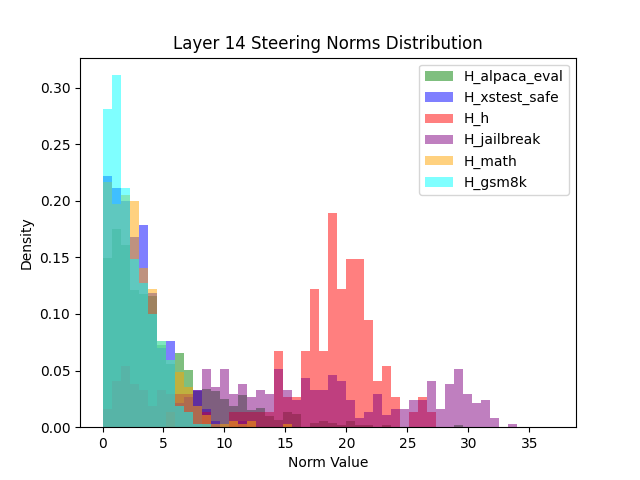 Layer 14 Steering Norms Distribution
H_alpaca_eval
H_xstest_safe
H_h
H_jailbreak
H_math
H_gsm8k
Density
0.30
0.25
0.20
0.15
0.10
0.05
0.00
0 5 10 15 20 25 30 35
Norm Value